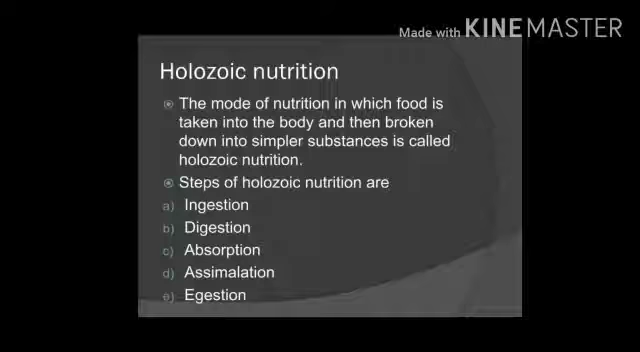 Made with KINEMASTER
Holozoic nutrition
The mode of nutrition in which food is
taken into the body and then broken
down into simpler substances is called
holozoic nutrition.
Steps of holozoic nutrition are
a) Ingestion
b) Digestion
c) Absorption
d) Assimalation
e) Egestion